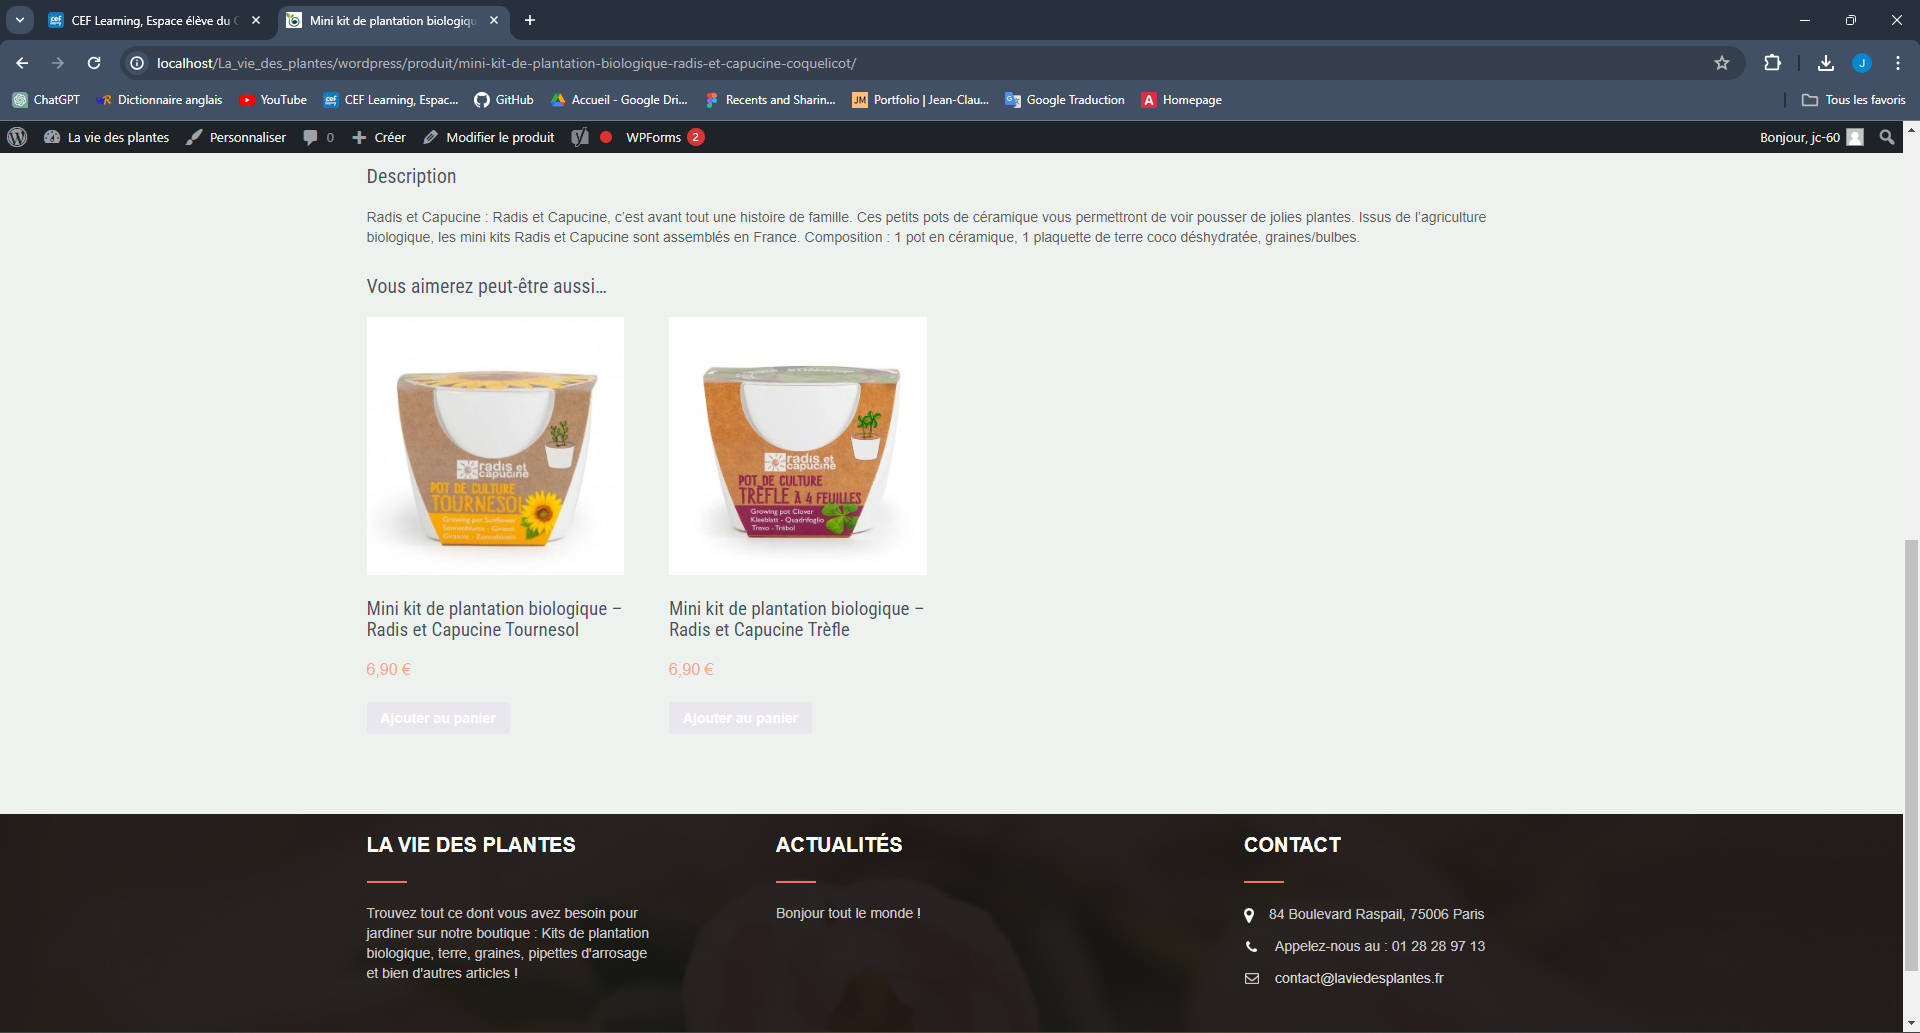 CEF Learning, Espace élève du C
Mini kit de plantation biologiqu
localhost/La_vie_des_plantes/wordpress/produit/mini-kit-de-plantation-biologique-radis-et-capucine-coquelicot/
J
ChatGPT
Dictionnaire anglais
YouTube
CEF Learning, Espac...
GitHub
Accueil - Google Dri...
Recents and Sharin...
JM
Portfolio | Jean-Clau...
Google Traduction
A
Homepage
Tous les favoris
La vie des plantes
Personnaliser
0
Créer
Modifier le produit
WPForms
2
Bonjour, jc-60
Description
Radis et Capucine : Radis et Capucine, c’est avant tout une histoire de famille. Ces petits pots de céramique vous permettront de voir pousser de jolies plantes. Issus de l’agriculture
biologique, les mini kits Radis et Capucine sont assemblés en France. Composition : 1 pot en céramique, 1 plaquette de terre coco déshydratée, graines/bulbes.
Vous aimerez peut-être aussi…
radis et
capucine
POT DE CULTURE
TOURNESOL
Growing pot Sunflower
Sonnenblume - Girasol
Girasole - Zonnebloem
radis et
capucine
POT DE CULTURE
TRÈFLE À 4 FEUILLES
Growing pot Clover
Kleeblatt - Quadrifoglio
Trevo - Trébol
Mini kit de plantation biologique –
Radis et Capucine Tournesol
6,90 €
Ajouter au panier
Mini kit de plantation biologique –
Radis et Capucine Trèfle
6,90 €
Ajouter au panier
LA VIE DES PLANTES
Trouvez tout ce dont vous avez besoin pour
jardiner sur notre boutique : Kits de plantation
biologique, terre, graines, pipettes d'arrosage
et bien d'autres articles !
ACTUALITÉS
Bonjour tout le monde !
CONTACT
84 Boulevard Raspail, 75006 Paris
Appelez-nous au : 01 28 28 97 13
contact@laviedesplantes.fr